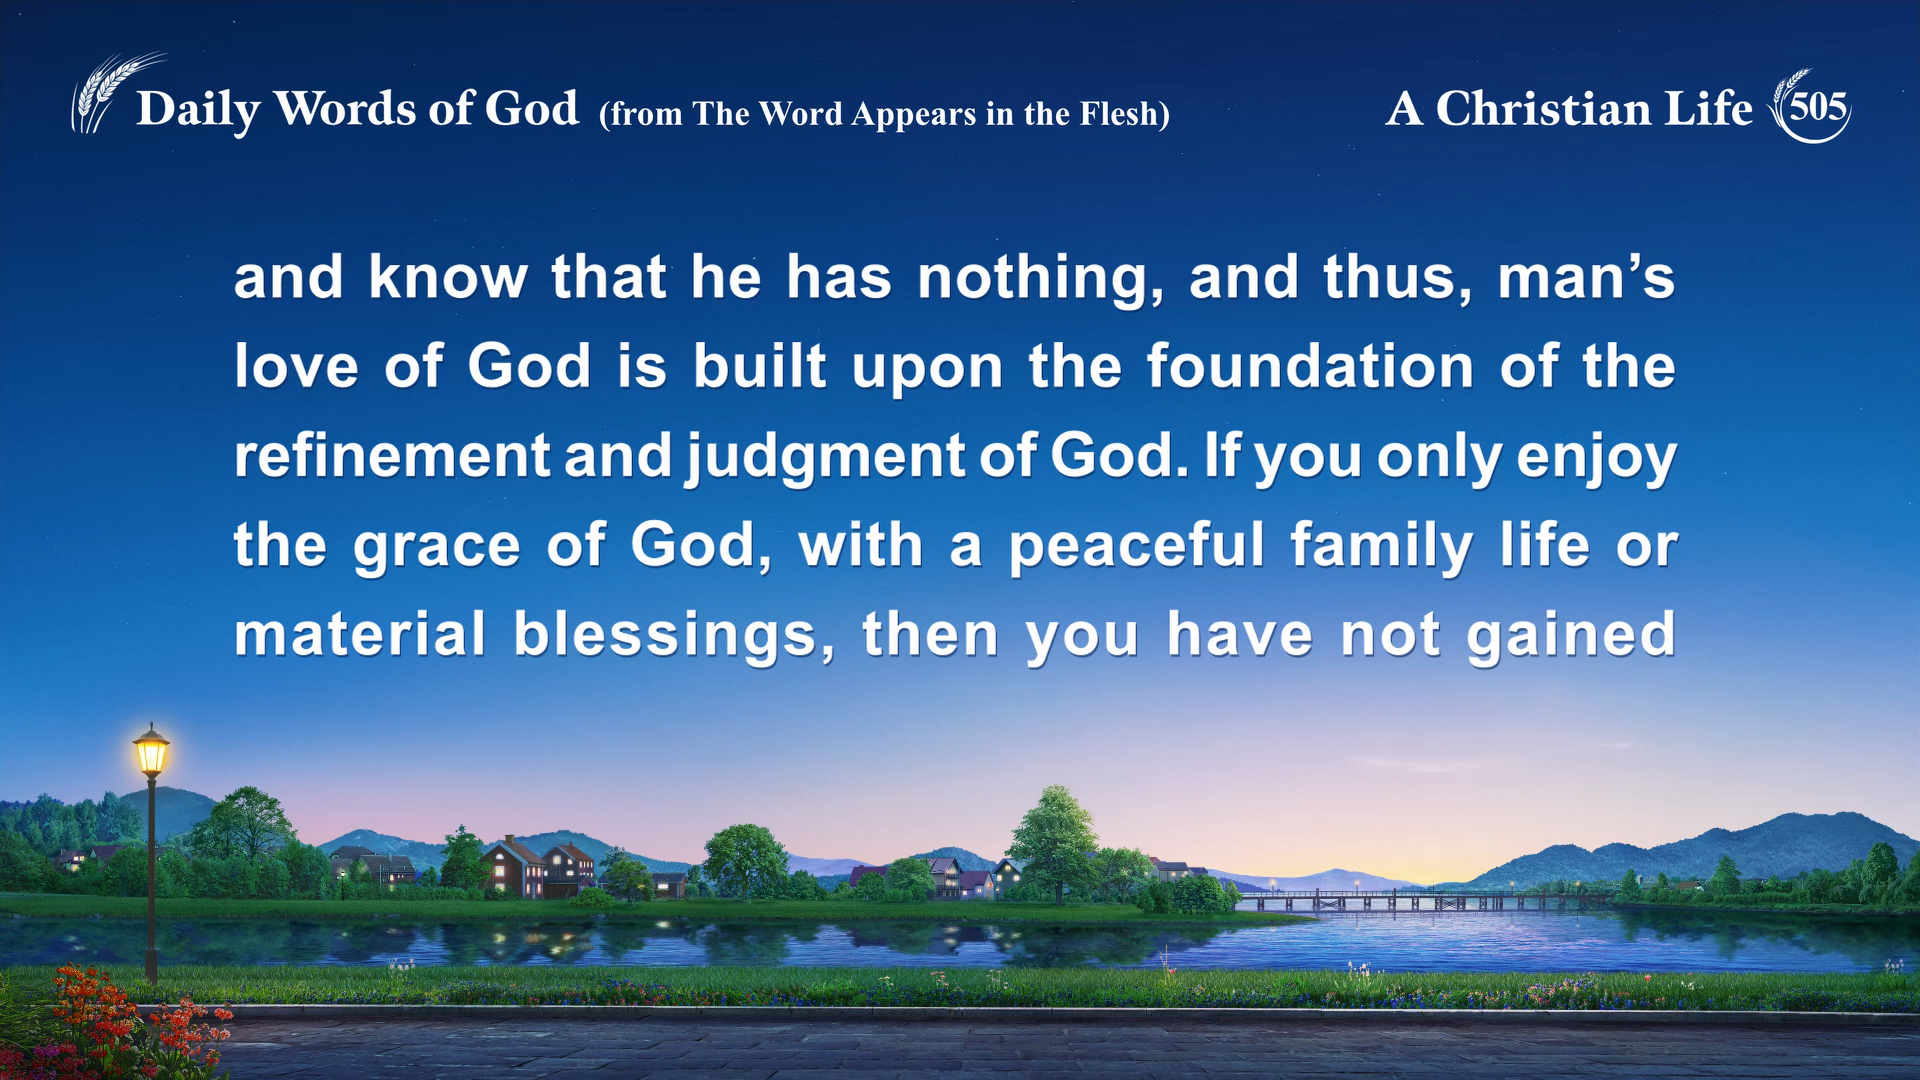 Daily Words of God (from The Word Appears in the Flesh)
A Christian Life 505
and know that he has nothing, and thus, man’s
love of God is built upon the foundation of the
refinement and judgment of God. If you only enjoy
the grace of God, with a peaceful family life or
material blessings, then you have not gained